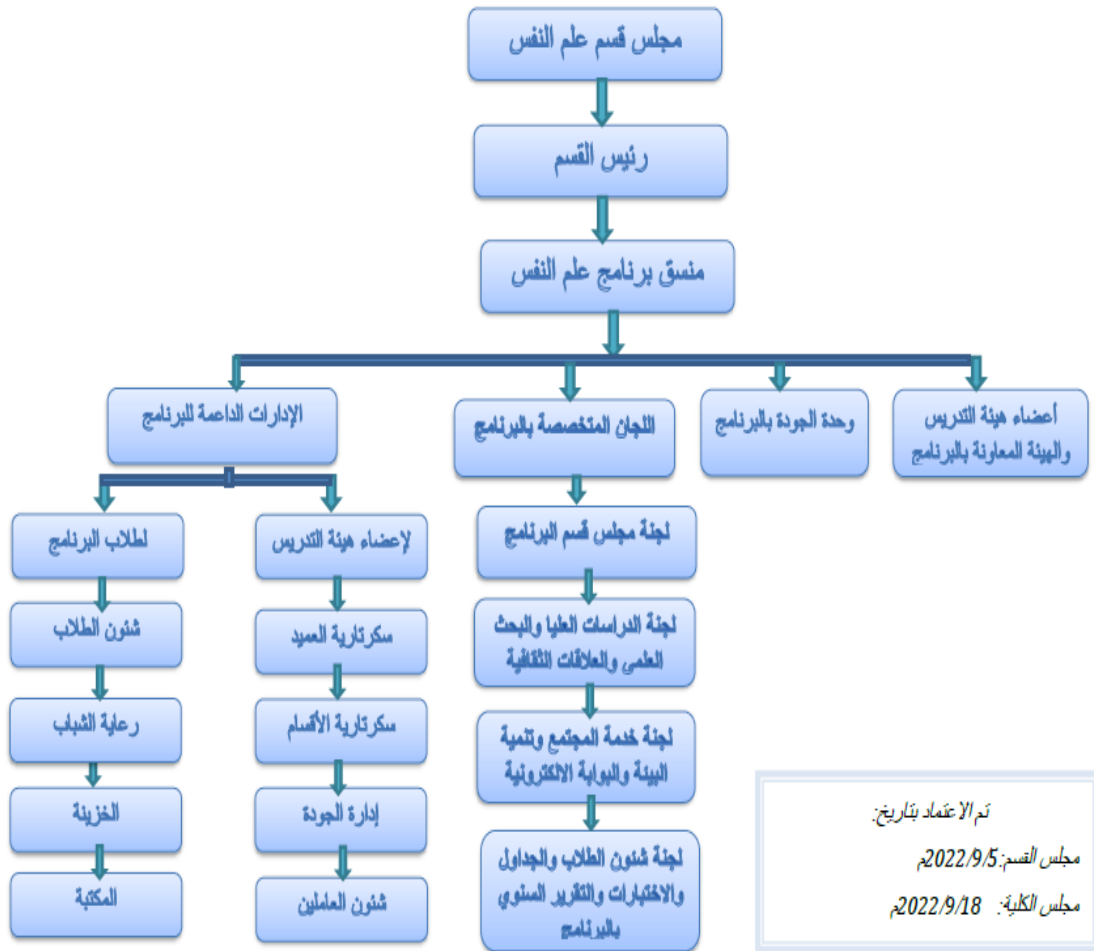 مجلس قسم علم النفس
رئيس القسم
منسق برنامج علم النفس
أعضاء هيئة التدريس
والهيئة المعاونة بالبرنامج
وحدة الجودة بالبرنامج
اللجان المتخصصة بالبرنامج
الإدارات الداعمة للبرنامج
لجنة مجلس قسم البرنامج
لجنة الدراسات العليا والبحث
العلمى والعلاقات الثقافية
لجنة خدمة المجتمع وتنمية
البيئة والبوابة الالكترونية
لجنة شئون الطلاب والجداول
والاختبارات والتقرير السنوي
بالبرنامج
لإعضاء هيئة التدريس
سكرتارية العميد
سكرتارية الأقسام
إدارة الجودة
شئون العاملين
لطلاب البرنامج
شئون الطلاب
رعاية الشباب
الخزينة
المكتبة
تم الاعتماد بتاريخ:
مجلس القسم:2022/9/5م
مجلس الكلية: 2022/9/18م